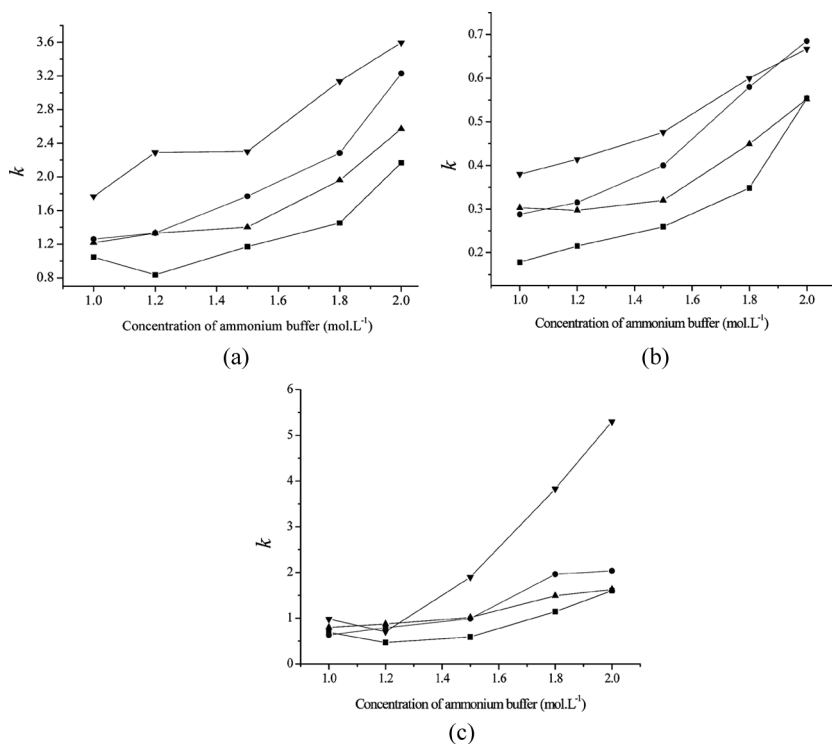 3.6
3.2
2.8
2.4
2.0
1.6
1.2
0.8
k
1.0 1.2 1.4 1.6 1.8 2.0
Concentration of ammonium buffer (mol.L⁻¹)
(a)
0.7
0.6
0.5
0.4
0.3
0.2
k
1.0 1.2 1.4 1.6 1.8 2.0
Concentration of ammonium buffer (mol.L⁻¹)
(b)
6
5
4
3
2
1
0
k
1.0 1.2 1.4 1.6 1.8 2.0
Concentration of ammonium buffer (mol.L⁻¹)
(c)